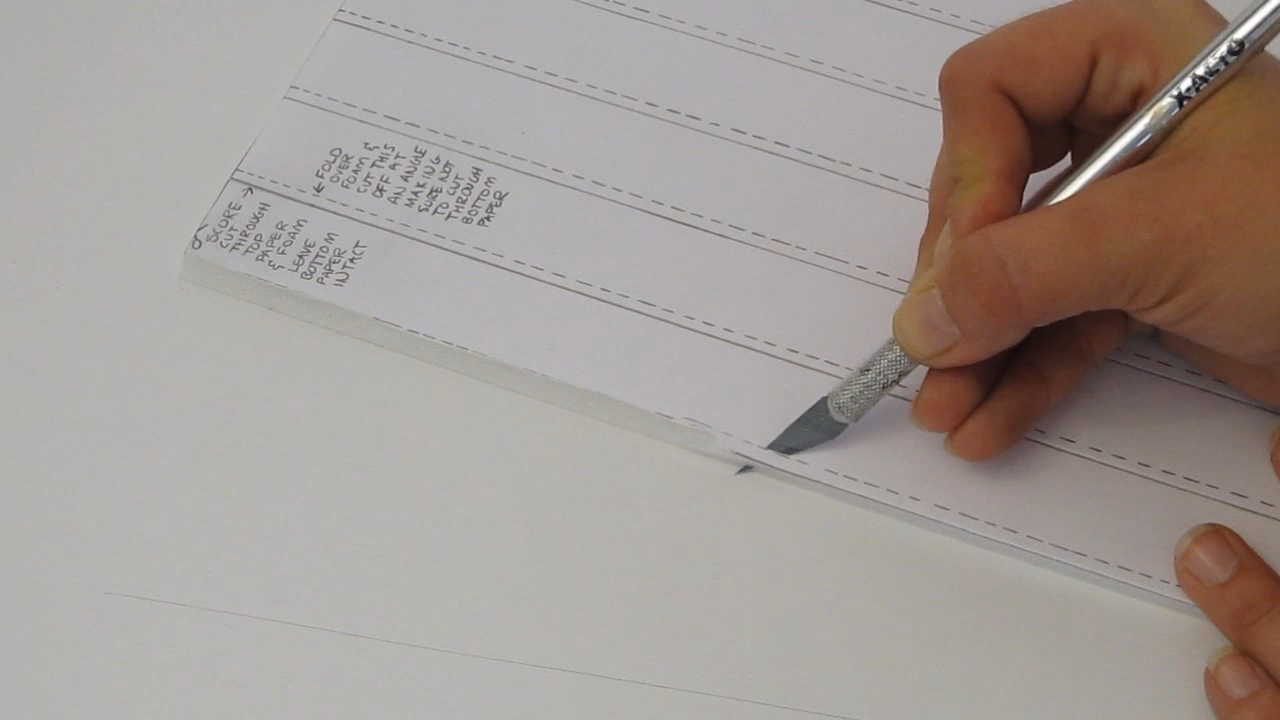 SCORE →
CUT
THROUGH
TOP
PAPER
& FOAM
LEAVE
BOTTOM
PAPER
INTACT
← FOLD
OVER
FOAM &
CUT THIS
OFF AT
AN ANGLE
MAKING
SURE NOT
TO CUT
THROUGH
BOTTOM
PAPER
X-ACTO